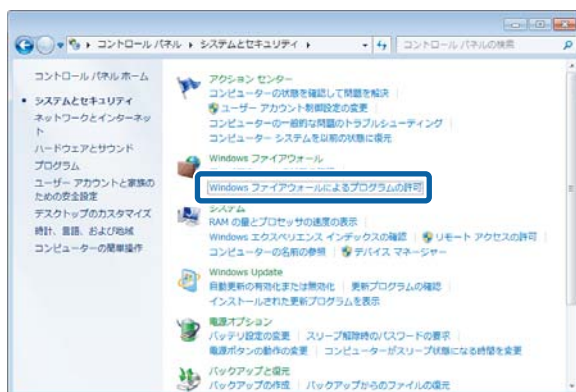 コントロール パネル ▸ システムとセキュリティ ▸
コントロール パネルの検索
コントロール パネル ホーム
システムとセキュリティ
ネットワークとインターネッ
ト
ハードウェアとサウンド
プログラム
ユーザー アカウントと家族の
ための安全設定
デスクトップのカスタマイズ
時計、言語、および地域
コンピューターの簡単操作
アクション センター
コンピューターの状態を確認して問題を解決
ユーザー アカウント制御設定の変更
コンピューターの一般的な問題のトラブルシューティング
コンピューター システムを以前の状態に復元
Windows ファイアウォール
Windows ファイアウォールによるプログラムの許可
システム
RAM の量とプロセッサの速度の表示
Windows エクスペリエンス インデックスの確認 | リモート アクセスの許可
コンピューターの名前の参照 | デバイス マネージャー
Windows Update
自動更新の有効化または無効化 | 更新プログラムの確認
インストールされた更新プログラムを表示
電源オプション
バッテリ設定の変更 | スリープ解除時のパスワードの要求
電源ボタンの動作の変更 | コンピューターがスリープ状態になる時間を変更
バックアップと復元
バックアップの作成 | バックアップからのファイルの復元